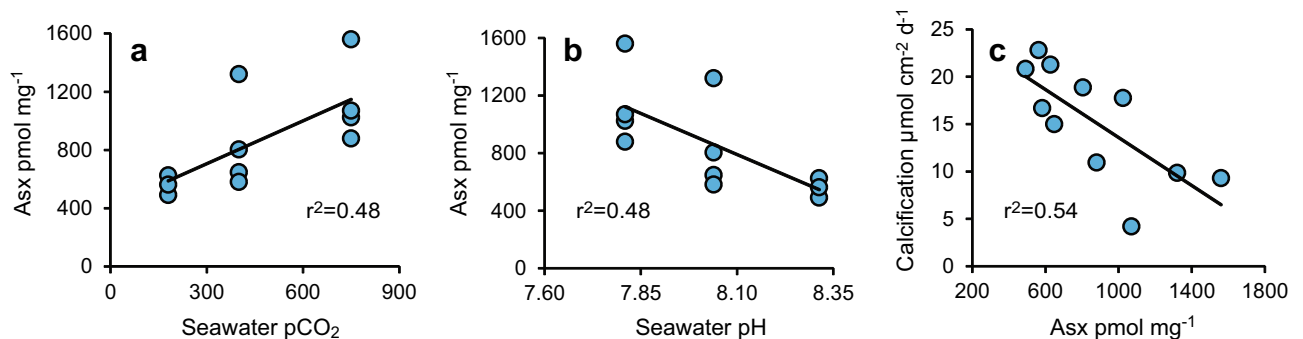 a
Asx pmol mg-1
1600
1200
800
400
0
r2=0.48
0 300 600 900
Seawater pCO2
b
Asx pmol mg-1
1600
1200
800
400
0
r2=0.48
7.60 7.85 8.10 8.35
Seawater pH
c
Calcification µmol cm-2 d-1
25
20
15
10
5
0
r2=0.54
200 600 1000 1400 1800
Asx pmol mg-1